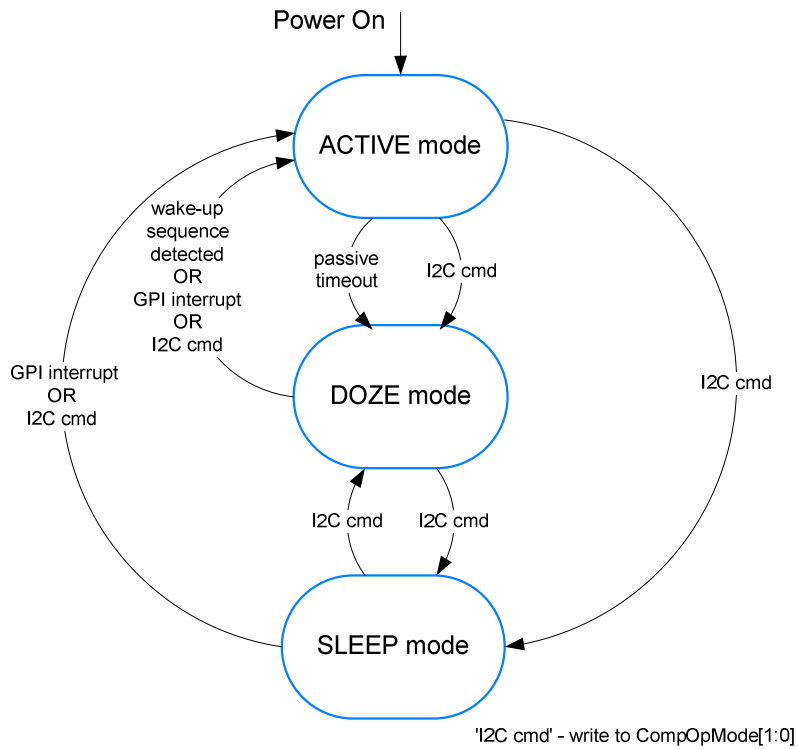 Power On
ACTIVE mode
wake-up
sequence
detected
OR
GPI interrupt
OR
I2C cmd
passive
timeout
I2C cmd
GPI interrupt
OR
I2C cmd
I2C cmd
DOZE mode
I2C cmd
I2C cmd
SLEEP mode
'I2C cmd' - write to CompOpMode[1:0]